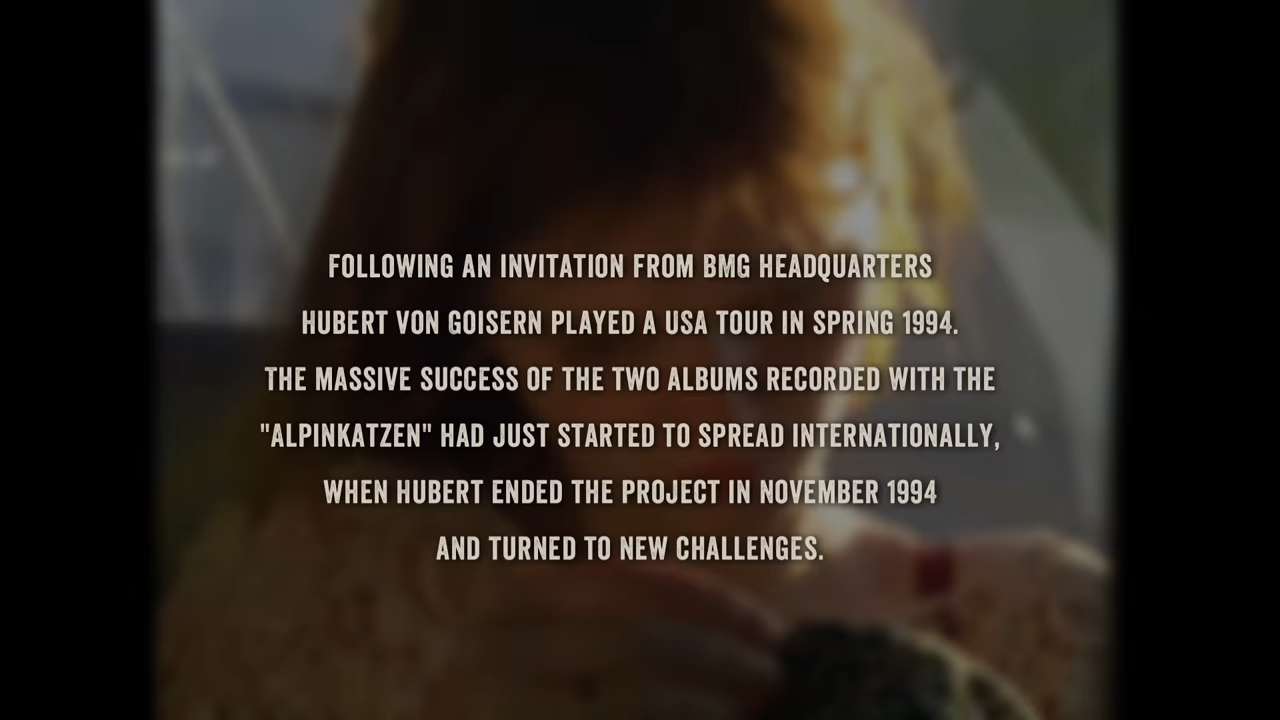 FOLLOWING AN INVITATION FROM BMG HEADQUARTERS
HUBERT VON GOISERN PLAYED A USA TOUR IN SPRING 1994.
THE MASSIVE SUCCESS OF THE TWO ALBUMS RECORDED WITH THE
"ALPINKATZEN" HAD JUST STARTED TO SPREAD INTERNATIONALLY,
WHEN HUBERT ENDED THE PROJECT IN NOVEMBER 1994
AND TURNED TO NEW CHALLENGES.